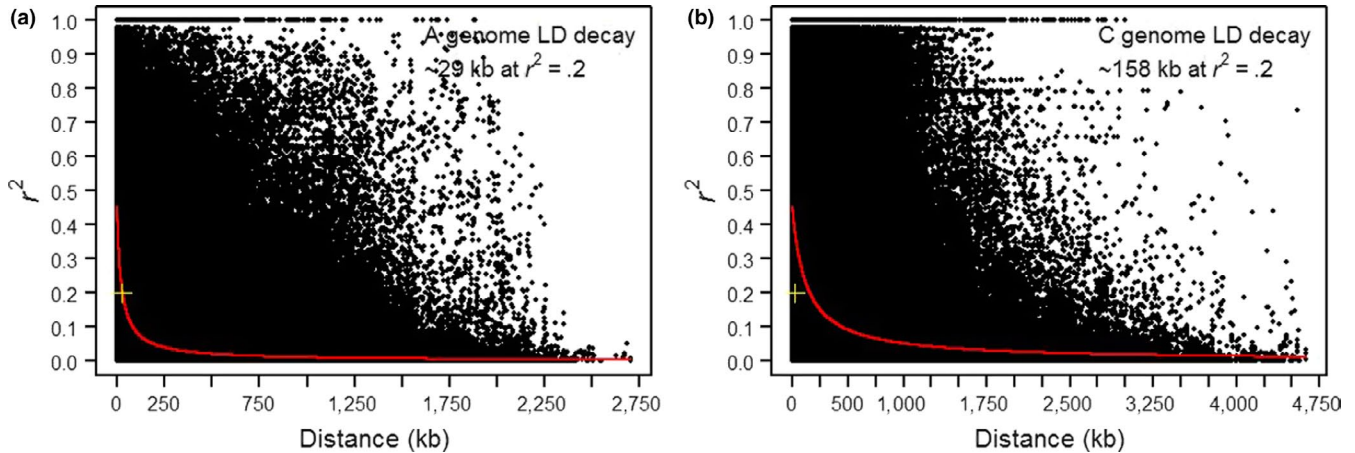 (a)
A genome LD decay
~29 kb at r² = .2
r²
1.0
0.9
0.8
0.7
0.6
0.5
0.4
0.3
0.2
0.1
0.0
0 250 750 1,250 1,750 2,250 2,750
Distance (kb)
(b)
C genome LD decay
~158 kb at r² = .2
r²
1.0
0.9
0.8
0.7
0.6
0.5
0.4
0.3
0.2
0.1
0.0
0 500 1,000 1,750 2,500 3,250 4,000 4,750
Distance (kb)